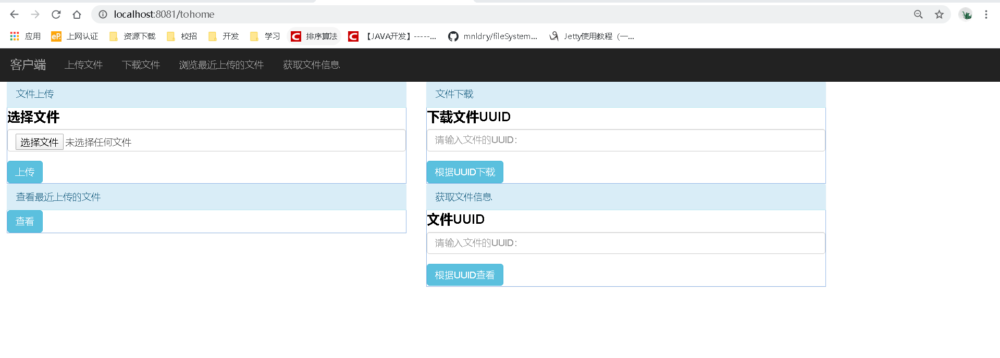 localhost:8081/tohome
应用 上网认证 资源下载 校招 开发 学习 排序算法 【JAVA开发】-----... mnldry/fileSystem... Jetty使用教程（一...
客户端 上传文件 下载文件 浏览最近上传的文件 获取文件信息
文件上传
选择文件
选择文件 未选择任何文件
上传
查看最近上传的文件
查看
文件下载
下载文件UUID
请输入文件的UUID：
根据UUID下载
获取文件信息
文件UUID
请输入文件的UUID：
根据UUID查看